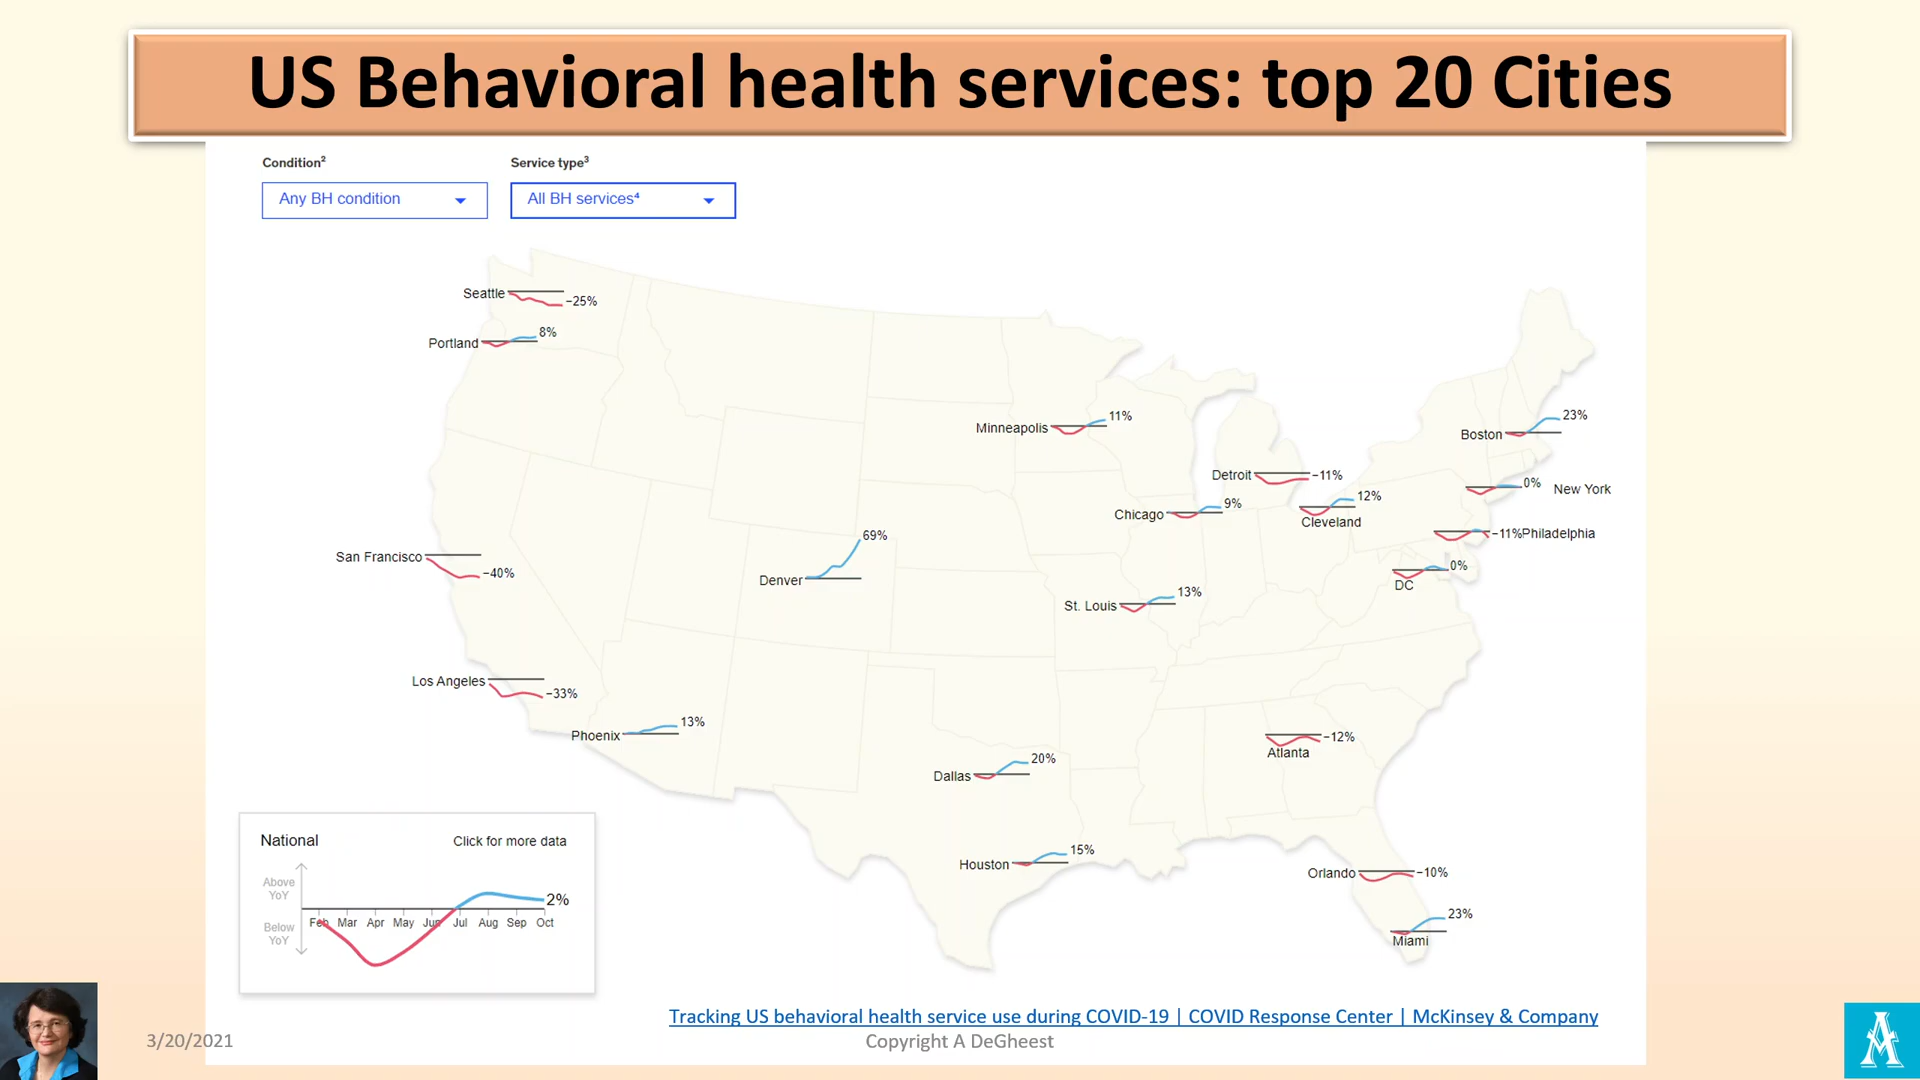 US Behavioral health services: top 20 Cities
Condition² Service type³
Any BH condition All BH services⁴
Seattle −25%
Portland 8%
Minneapolis 11%
Boston 23%
Detroit −11%
New York 0%
Cleveland 12%
Chicago 9%
−11% Philadelphia
San Francisco −40%
Denver 69%
DC 0%
St. Louis 13%
Los Angeles −33%
Phoenix 13%
Atlanta −12%
Dallas 20%
Houston 15%
Orlando −10%
Miami 23%
National Click for more data
Above
YoY
2%
Feb Mar Apr May Jun Jul Aug Sep Oct
Below
YoY
Tracking US behavioral health service use during COVID-19 | COVID Response Center | McKinsey & Company
3/20/2021 Copyright A DeGheest
A